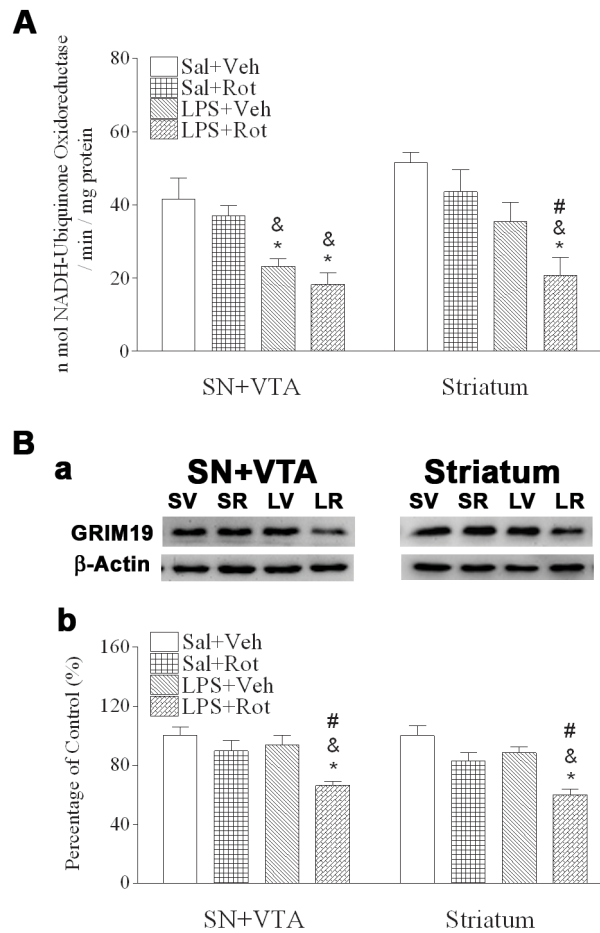 A
n mol NADH-Ubiquinone Oxidoreductase
/ min / mg protein
80
60
40
20
0
Sal+Veh
Sal+Rot
LPS+Veh
LPS+Rot
&
*
&
*
#
&
*
SN+VTA
Striatum
B
a
SN+VTA
Striatum
SV SR LV LR
SV SR LV LR
GRIM19
β-Actin
b
Percentage of Control (%)
160
120
80
40
0
Sal+Veh
Sal+Rot
LPS+Veh
LPS+Rot
#
&
*
#
&
*
SN+VTA
Striatum